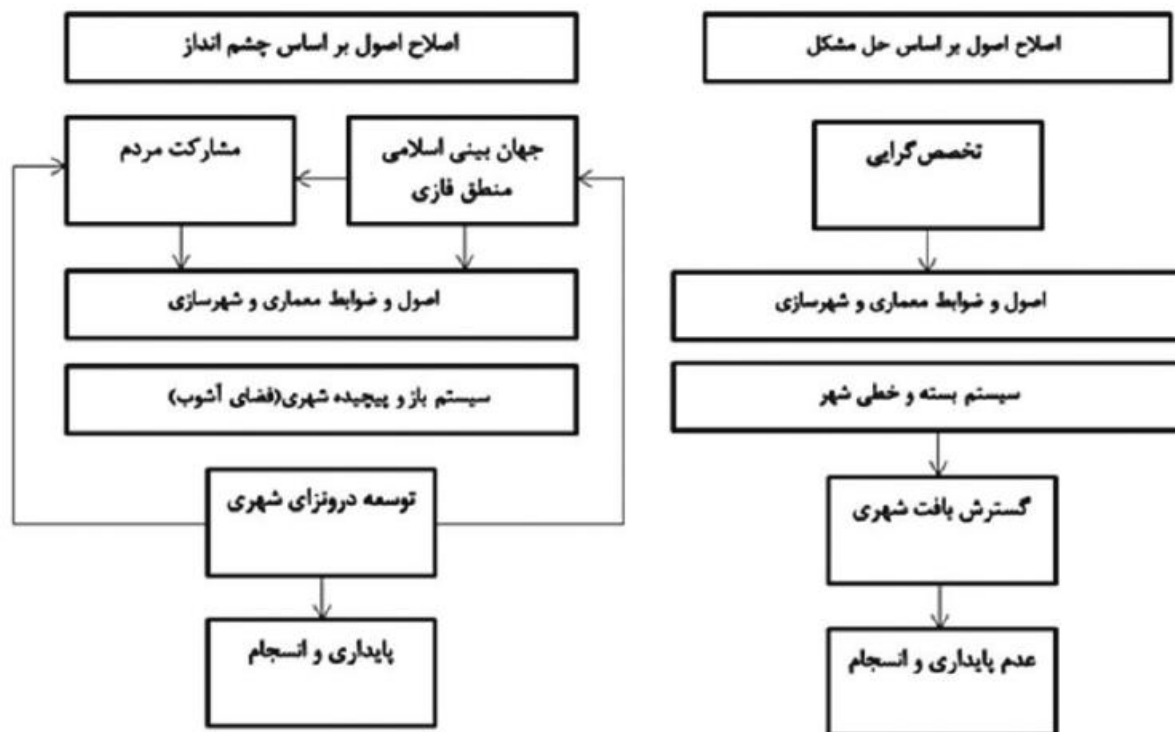 اصلاح اصول بر اساس حل مشکل
تخصص‌گرایی
اصول و ضوابط معماری و شهرسازی
سیستم بسته و خطی شهر
گسترش بافت شهری
عدم پایداری و انسجام
اصلاح اصول بر اساس چشم انداز
جهان بینی اسلامی
منطق فازی
مشارکت مردم
اصول و ضوابط معماری و شهرسازی
سیستم باز و پیچیده شهری(فضای آشوب)
توسعه درونزای شهری
پایداری و انسجام